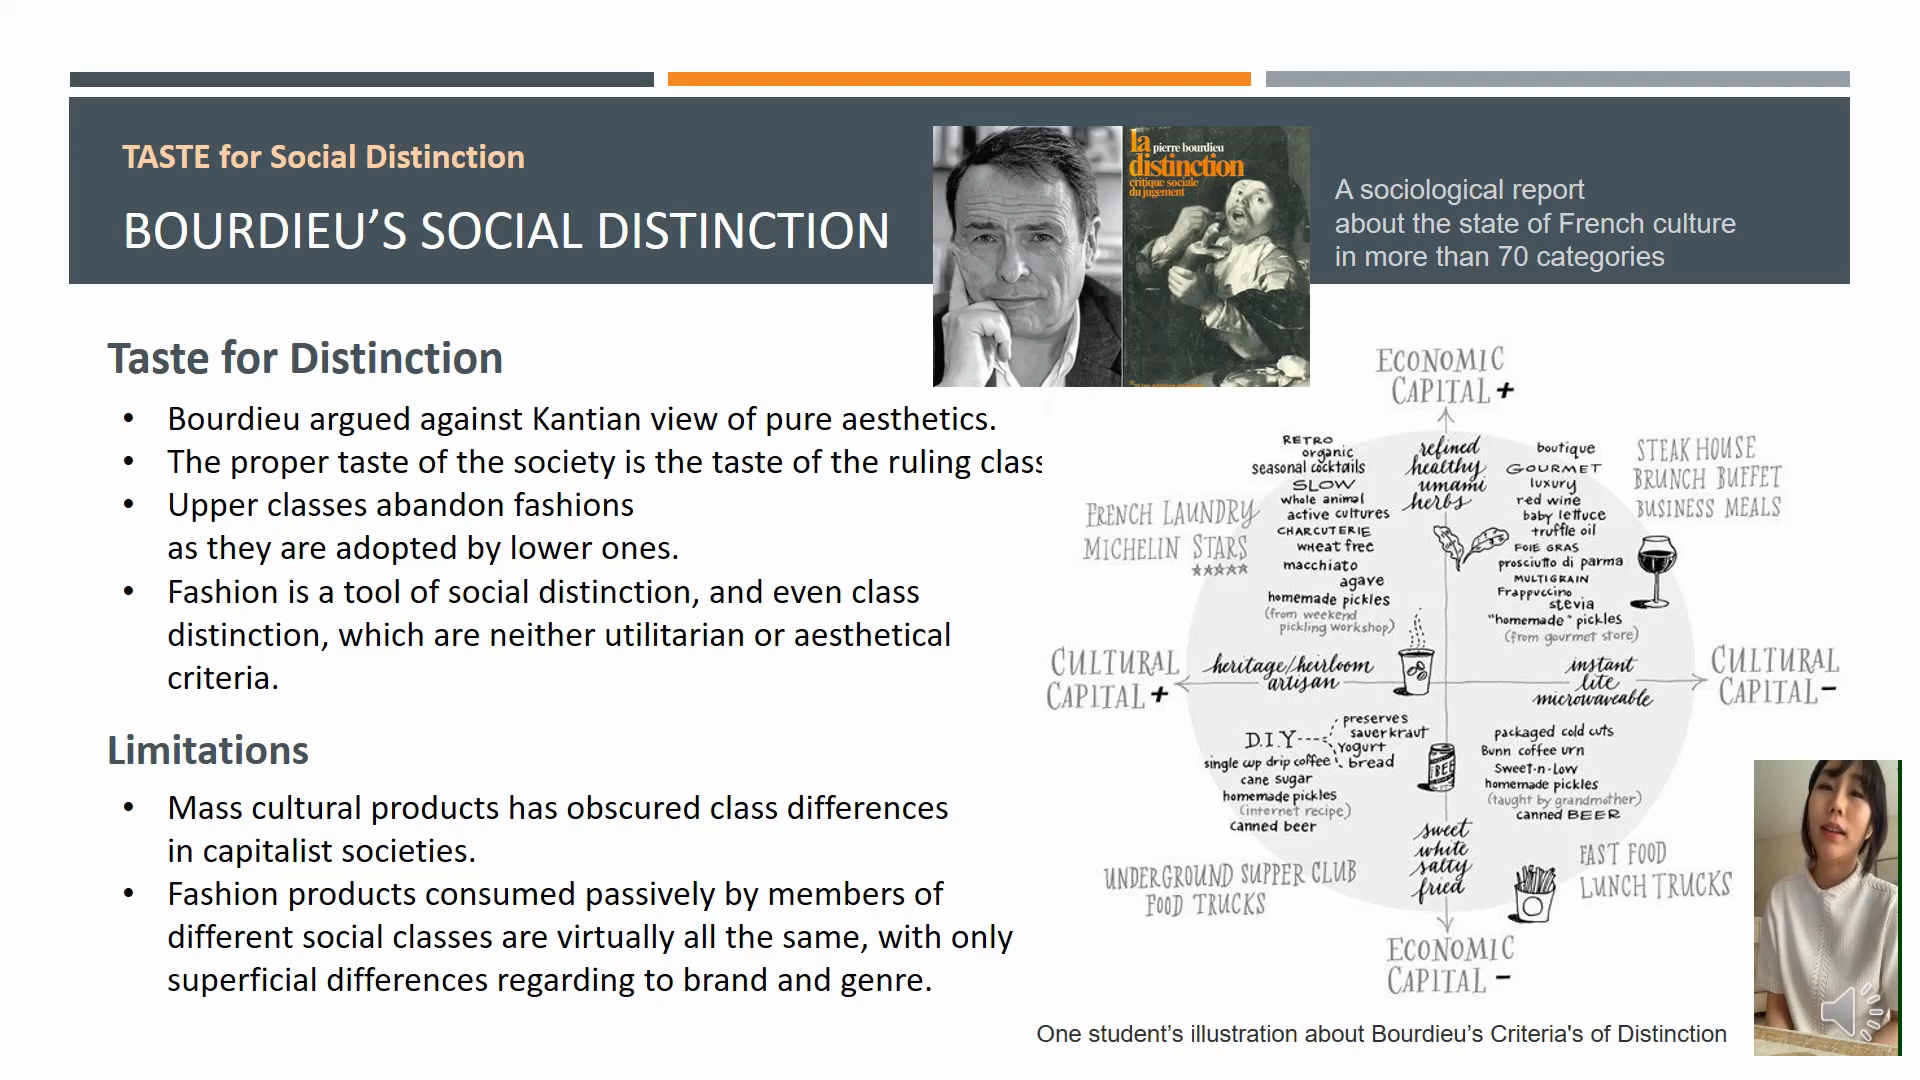 TASTE for Social Distinction
BOURDIEU'S SOCIAL DISTINCTION
la
pierre bourdieu
distinction
critique sociale
du jugement
A sociological report
about the state of French culture
in more than 70 categories
Taste for Distinction
• Bourdieu argued against Kantian view of pure aesthetics.
• The proper taste of the society is the taste of the ruling class
• Upper classes abandon fashions
as they are adopted by lower ones.
• Fashion is a tool of social distinction, and even class
distinction, which are neither utilitarian or aesthetical
criteria.
Limitations
• Mass cultural products has obscured class differences
in capitalist societies.
• Fashion products consumed passively by members of
different social classes are virtually all the same, with only
superficial differences regarding to brand and genre.
ECONOMIC
CAPITAL +
FRENCH LAUNDRY
MICHELIN STARS
RETRO
organic
seasonal cocktails
SLOW
whole animal
active cultures
CHARCUTERIE
wheat free
macchiato
agave
homemade pickles
(from weekend
pickling workshop)
refined
healthy
umami
herbs
boutique
GOURMET
luxury
red wine
baby lettuce
truffle oil
FOIE GRAS
prosciutto di parma
MULTIGRAIN
Frappuccino
stevia
"homemade" pickles
(from gourmet store)
STEAK HOUSE
BRUNCH BUFFET
BUSINESS MEALS
CULTURAL
CAPITAL +
heritage/heirloom
artisan
instant
lite
microwaveable
CULTURAL
CAPITAL -
D.I.Y----
preserves
sauerkraut
Yogurt
bread
single cup drip coffee
cane sugar
homemade pickles
(internet recipe)
canned beer
BEE
packaged cold cuts
Bunn coffee urn
Sweet-n-Low
homemade pickles
(taught by grandmother)
canned BEER
sweet
white
salty
fried
UNDERGROUND SUPPER CLUB
FOOD TRUCKS
FAST FOOD
LUNCH TRUCKS
ECONOMIC
CAPITAL -
One student's illustration about Bourdieu's Criteria's of Distinction